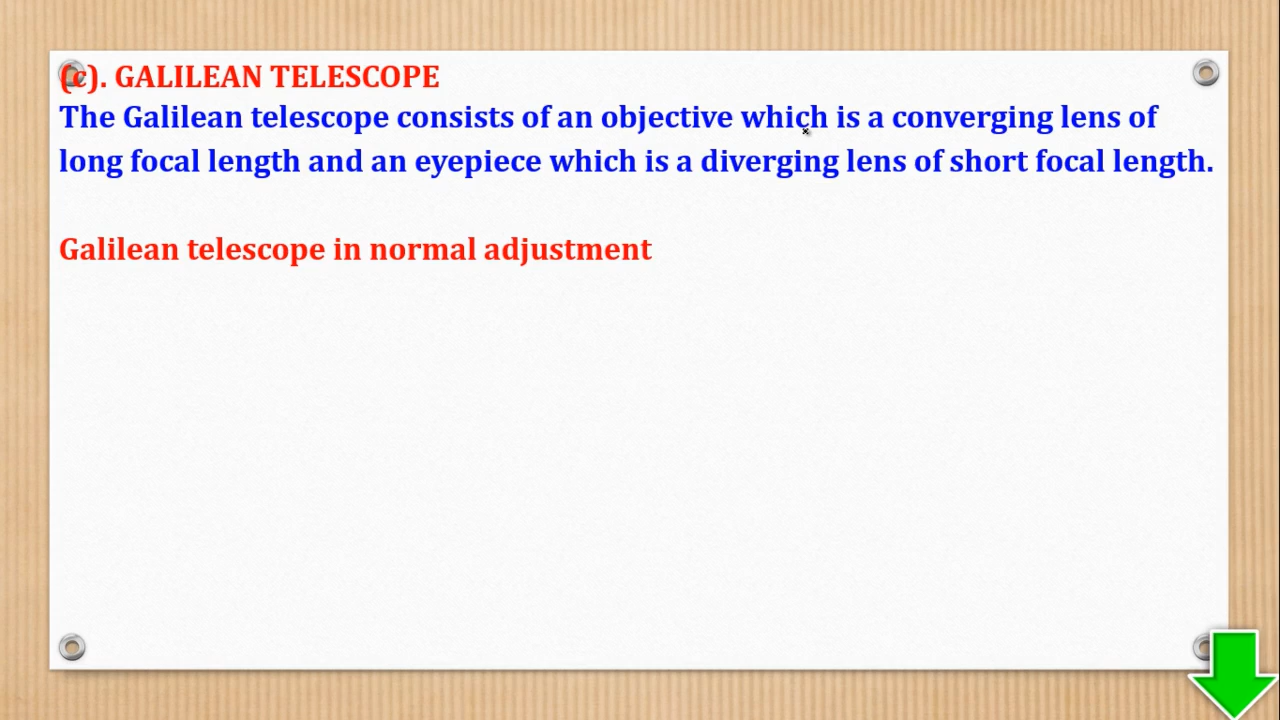 (c). GALILEAN TELESCOPE
The Galilean telescope consists of an objective which is a converging lens of
long focal length and an eyepiece which is a diverging lens of short focal length.
Galilean telescope in normal adjustment